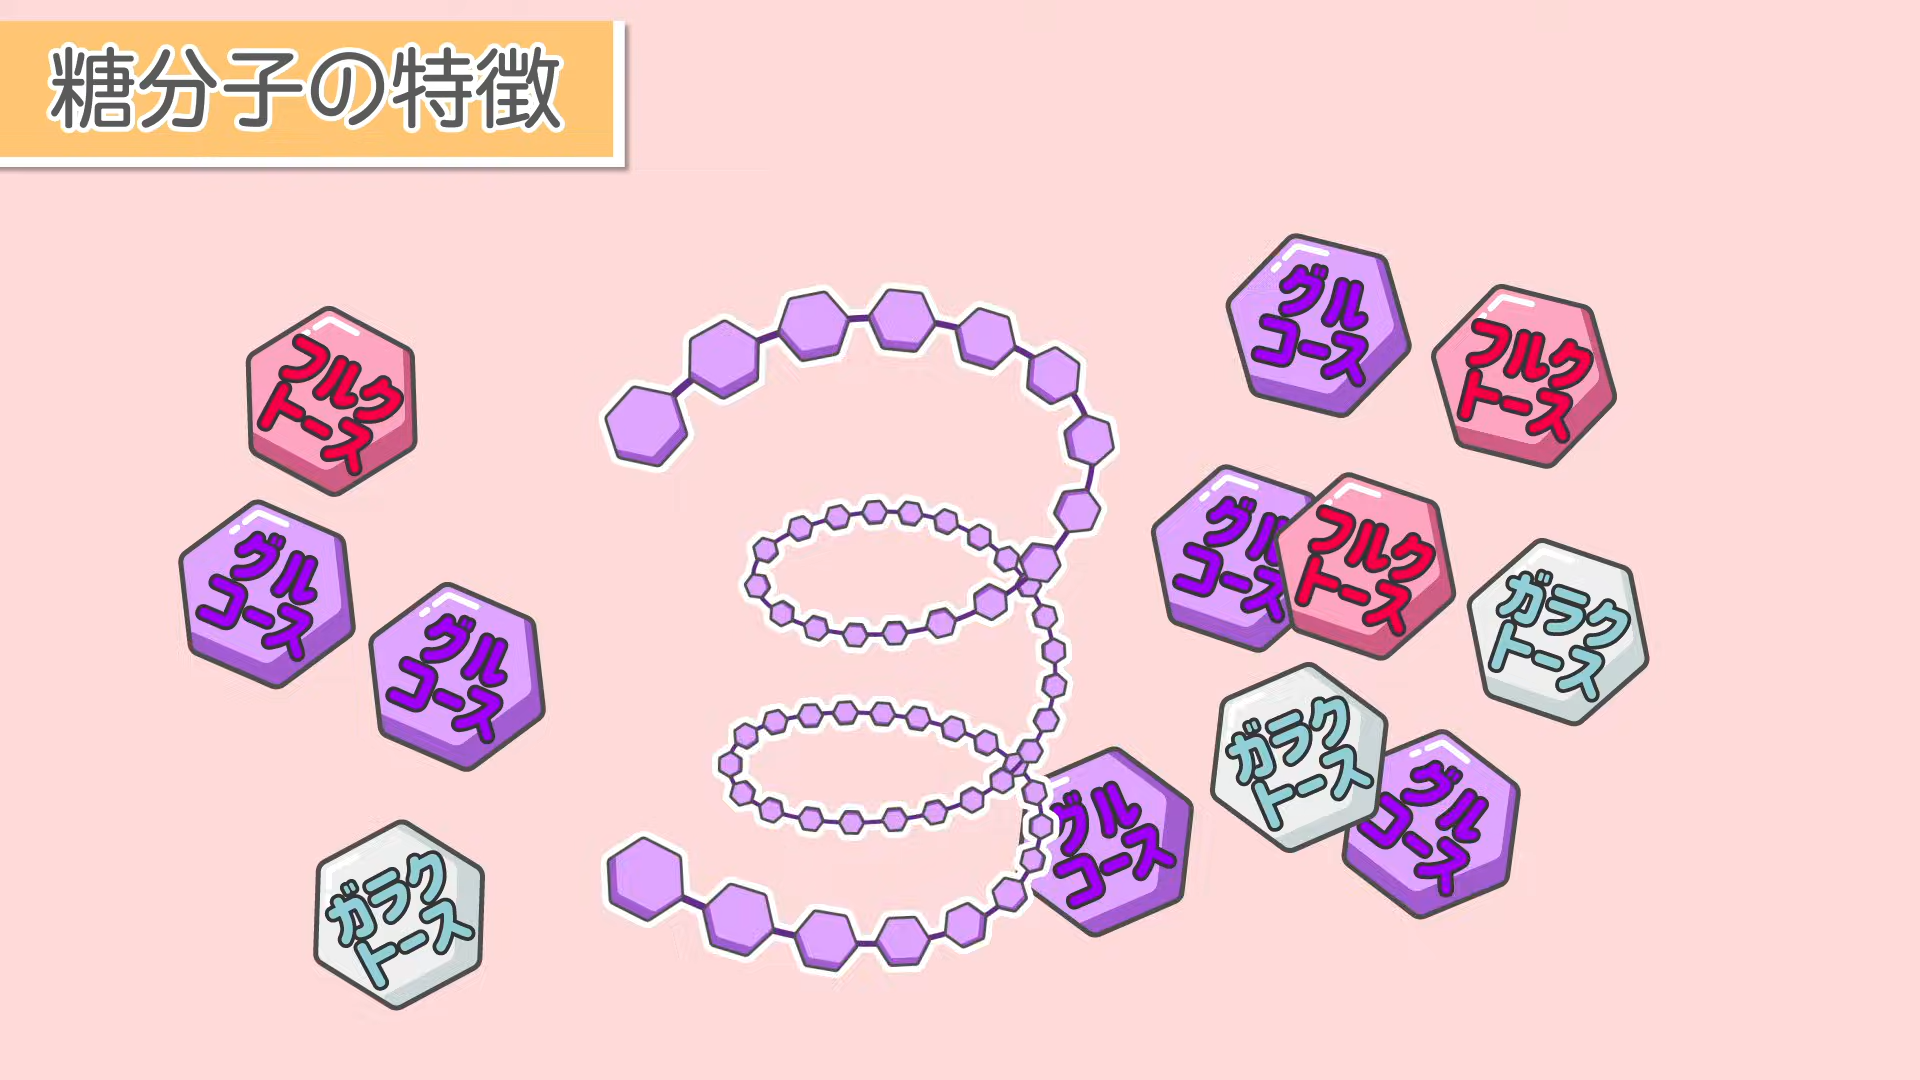 糖分子の特徴
フルク
トース
グル
コース
グル
コース
ガラク
トース
グル
コース
フルク
トース
グル
コース
フルク
トース
ガラク
トース
ガラク
トース
グル
コース
グル
コース